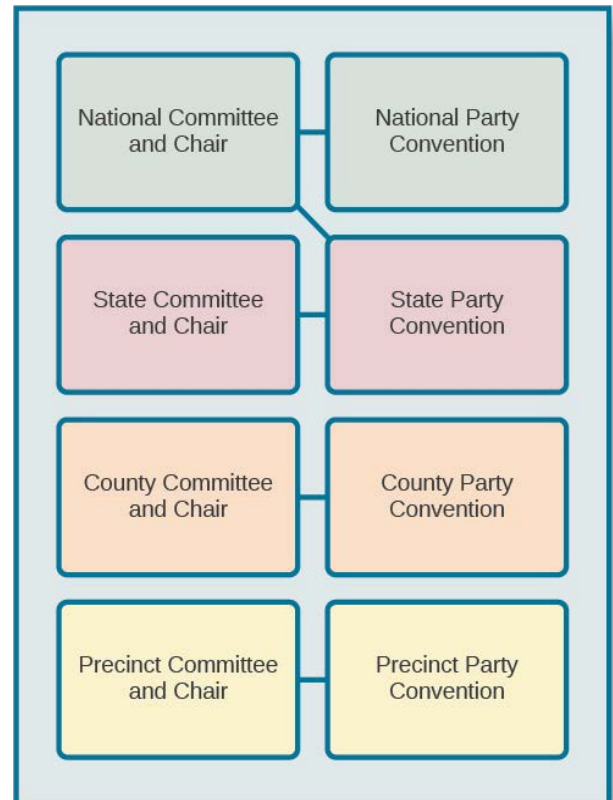 National Committee
and Chair
National Party
Convention
State Committee
and Chair
State Party
Convention
County Committee
and Chair
County Party
Convention
Precinct Committee
and Chair
Precinct Party
Convention